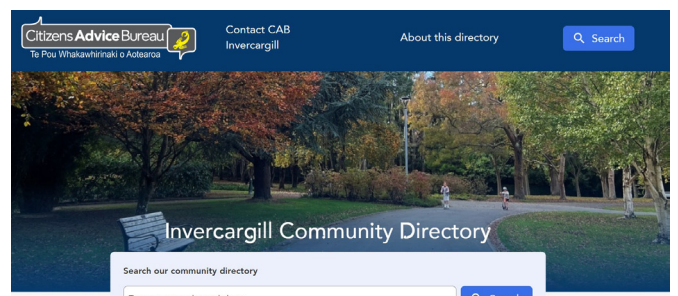 Citizens Advice Bureau
Te Pou Whakawhirinaki o Aotearoa
Contact CAB
Invercargill
About this directory
Search
Invercargill Community Directory
Search our community directory